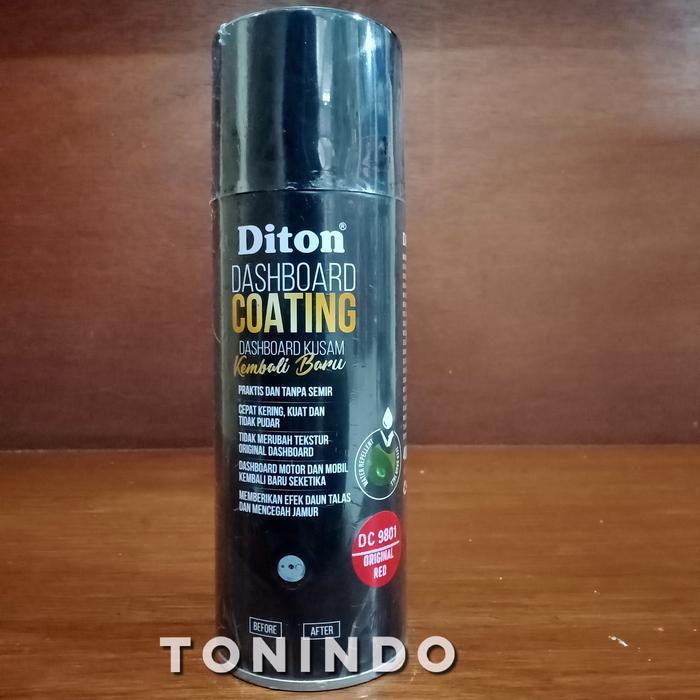 Diton®
DASHBOARD
COATING
DASHBOARD KUSAM
Kembali Baru
PRAKTIS DAN TANPA SEMIR
CEPAT KERING, KUAT DAN
TIDAK PUDAR
TIDAK MERUBAH TEKSTUR
ORIGINAL DASHBOARD
DASHBOARD MOTOR DAN MOBIL
KEMBALI BARU SEKETIKA
MEMBERIKAN EFEK DAUN TALAS
DAN MENCEGAH JAMUR
WATER REPELLENT
DC 9801
ORIGINAL
RED
BEFORE
AFTER
TONINDO